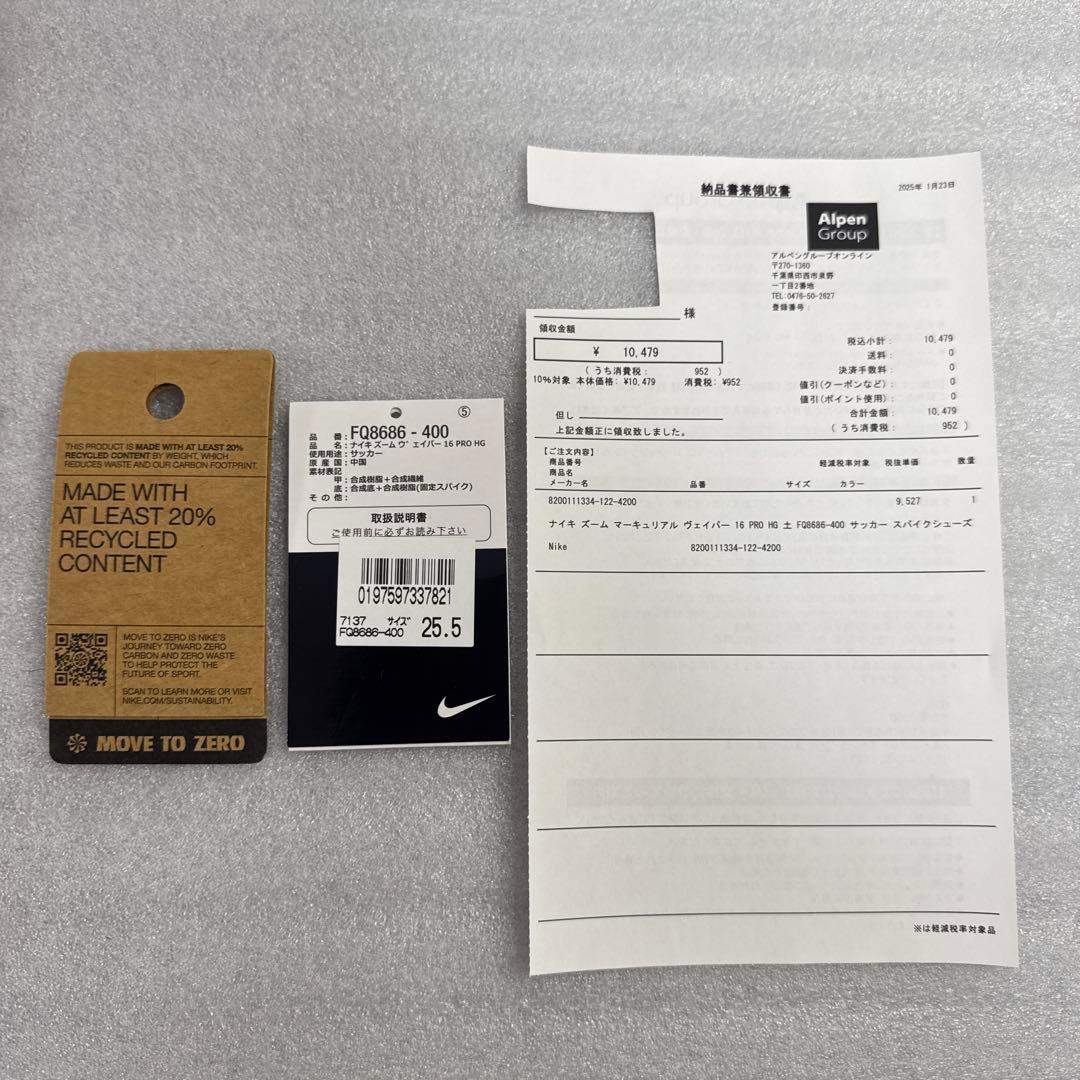 THIS PRODUCT IS MADE WITH AT LEAST 20%
RECYCLED CONTENT BY WEIGHT, WHICH
REDUCES WASTE AND OUR CARBON FOOTPRINT.
MADE WITH
AT LEAST 20%
RECYCLED
CONTENT
MOVE TO ZERO IS NIKE'S
JOURNEY TOWARD ZERO
CARBON AND ZERO WASTE
TO HELP PROTECT THE
FUTURE OF SPORT.
SCAN TO LEARN MORE OR VISIT
NIKE.COM/SUSTAINABILITY.
MOVE TO ZERO
⑤
品 番：FQ8686 - 400
品 名：ナイキ ズーム ヴェイパー 16 PRO HG
使用用途：サッカー
原 産 国：中国
素材表記
甲：合成樹脂＋合成繊維
底：合成底＋合成樹脂(固定スパイク)
そ の 他：
取扱説明書
ご使用前に必ずお読み下さい
0197597337821
7137 サイズ
FQ8686-400 25.5
納品書兼領収書
2025年 1月23日
Alpen
Group
アルペングループオンライン
〒270-1360
千葉県印西市泉野
一丁目2番地
TEL:0476-50-2627
登録番号：
様
領収金額
¥ 10,479
( うち消費税： 952 )
10%対象 本体価格: ¥10,479 消費税: ¥952
但し
上記金額正に領収致しました。
税込小計： 10,479
送料： 0
決済手数料： 0
値引(クーポンなど)： 0
値引(ポイント使用)： 0
合計金額： 10,479
( うち消費税： 952 )
【ご注文内容】
商品番号 軽減税率対象 税抜単価 数量
商品名
メーカー名 品番 サイズ カラー
8200111334-122-4200 9,527 1
ナイキ ズーム マーキュリアル ヴェイパー 16 PRO HG 土 FQ8686-400 サッカー スパイクシューズ
Nike 8200111334-122-4200
※は軽減税率対象品